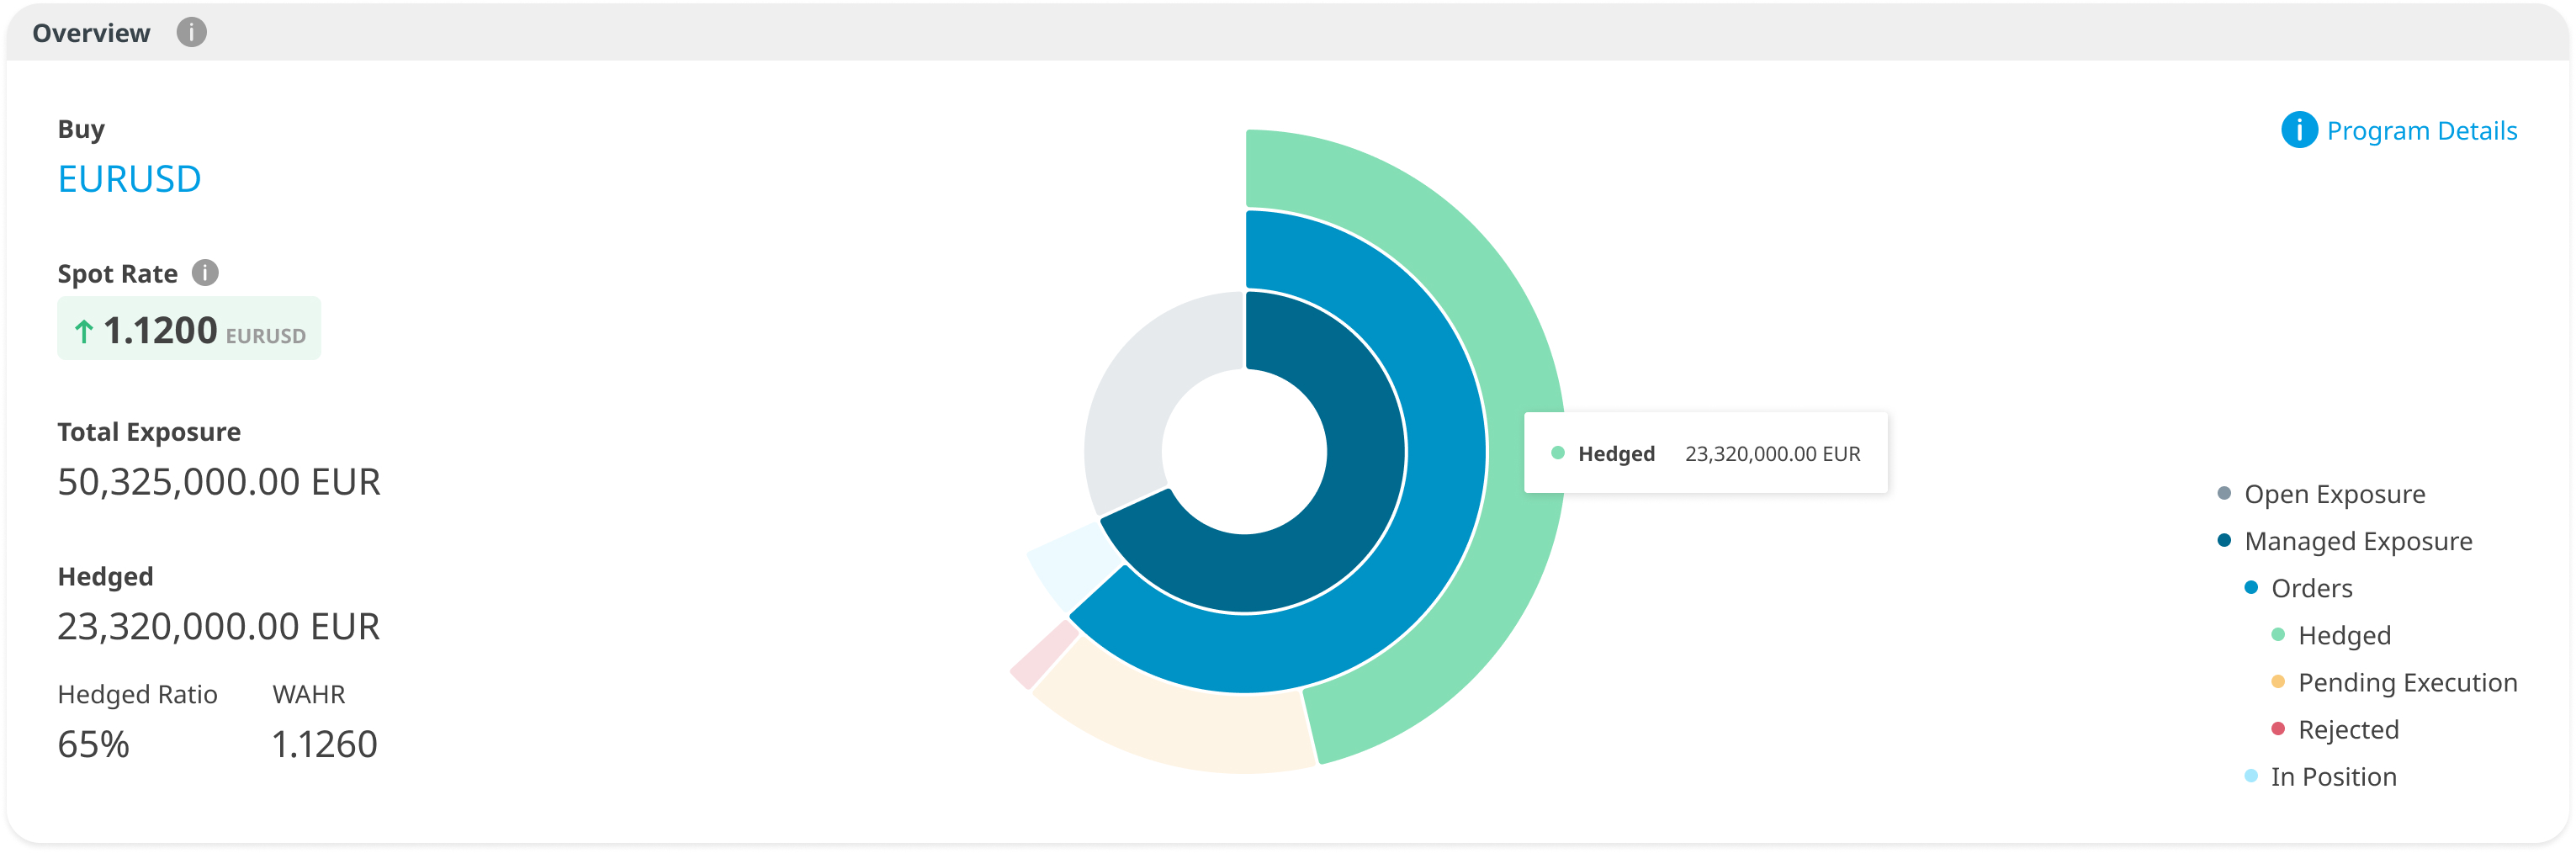 Overview
Buy
EURUSD
Program Details
Spot Rate
↑ 1.1200 EURUSD
Total Exposure
50,325,000.00 EUR
Hedged
23,320,000.00 EUR
Hedged Ratio WAHR
65% 1.1260
Hedged 23,320,000.00 EUR
Open Exposure
Managed Exposure
Orders
Hedged
Pending Execution
Rejected
In Position